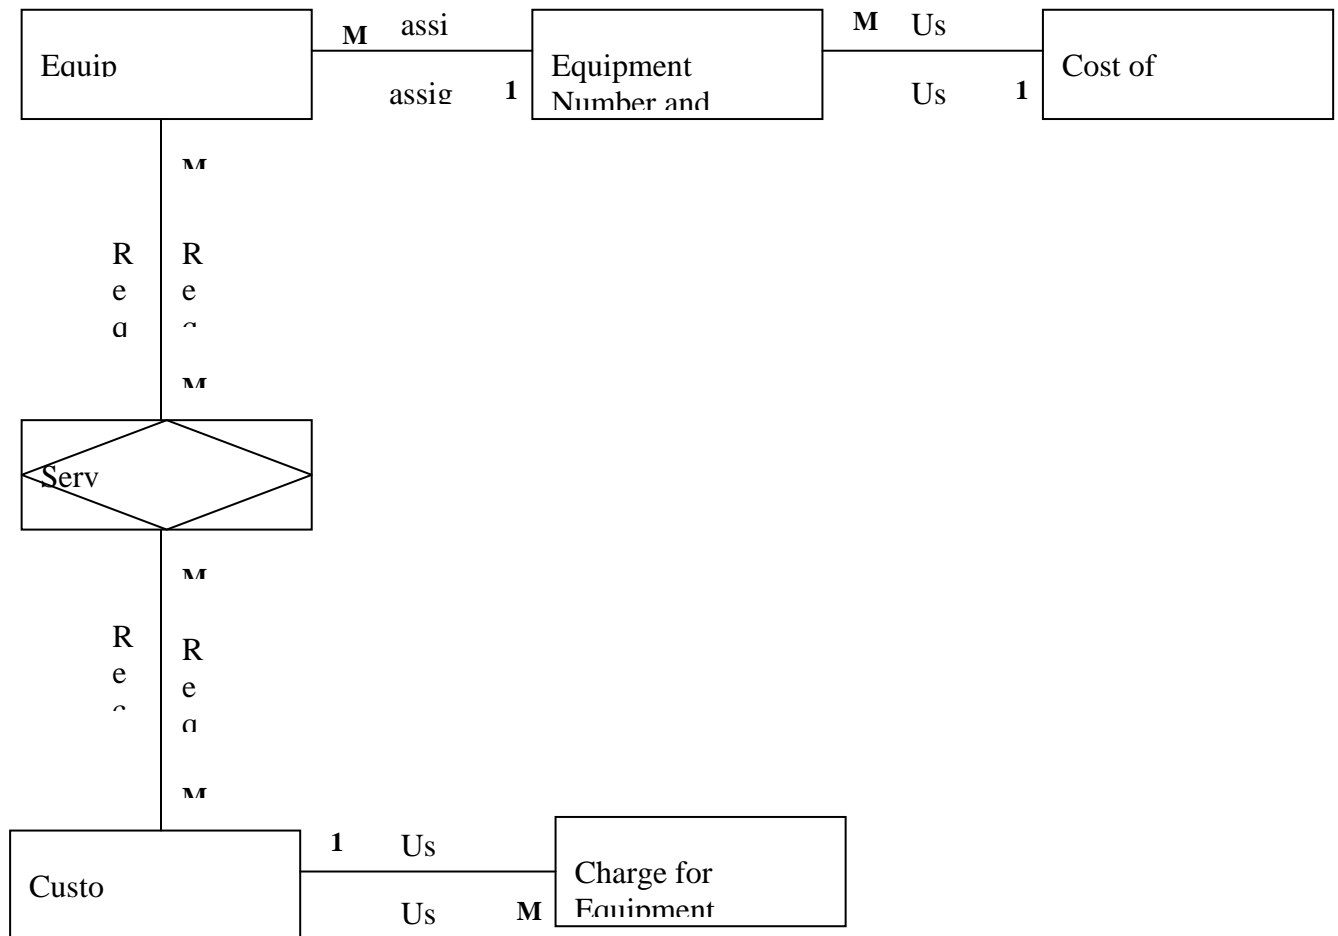 M assi M Us
Equip
Equipment
Number and
Cost of
assig 1 Us 1
M
R R
e e
q
M
Serv
M
R
e
R
e
q
M
1 Us
Custo
Charge for
Equipment
Us M